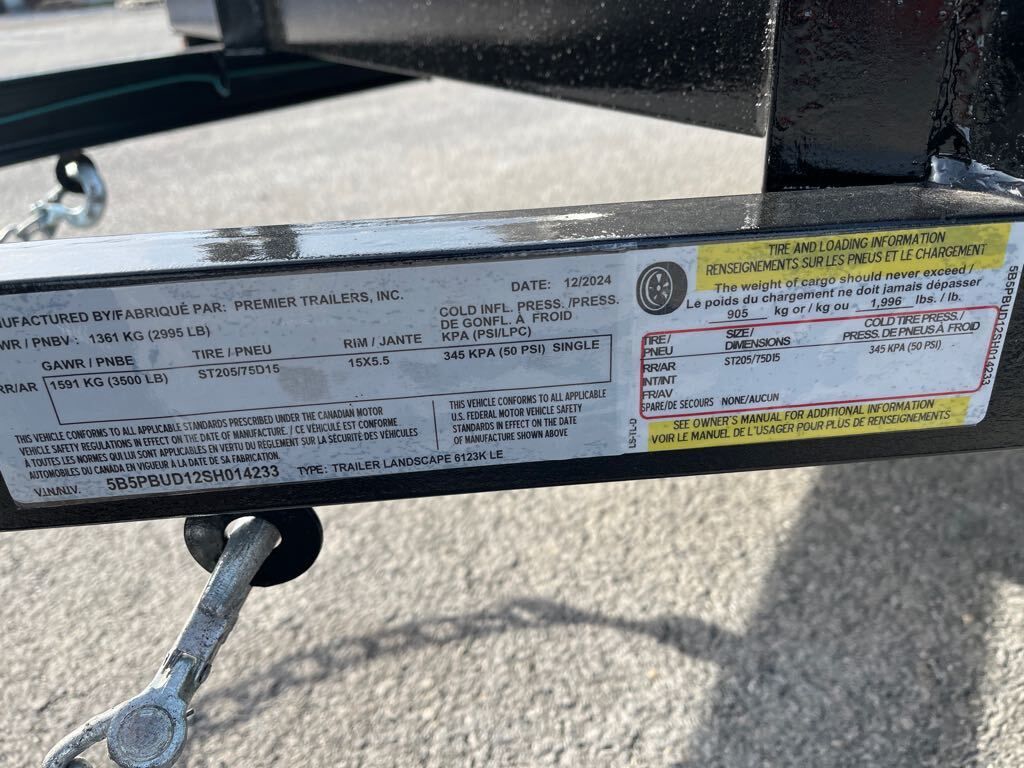 NUFACTURED BY/FABRIQUÉ PAR: PREMIER TRAILERS, INC.
DATE: 12/2024
WR / PNBV : 1361 KG (2995 LB)
COLD INFL. PRESS. /PRESS.
DE GONFL. À FROID
KPA (PSI/LPC)
GAWR / PNBE TIRE / PNEU RIM / JANTE
RR/AR 1591 KG (3500 LB) ST205/75D15 15X5.5 345 KPA (50 PSI) SINGLE
THIS VEHICLE CONFORMS TO ALL APPLICABLE STANDARDS PRESCRIBED UNDER THE CANADIAN MOTOR
VEHICLE SAFETY REGULATIONS IN EFFECT ON THE DATE OF MANUFACTURE / CE VÉHICULE EST CONFORME
À TOUTES LES NORMES QUI LUI SONT APPLICABLES EN VERTU DU RÈGLEMENT SUR LA SÉCURITÉ DES VÉHICULES
AUTOMOBILES DU CANADA EN VIGUEUR À LA DATE DE SA FABRICATION.
THIS VEHICLE CONFORMS TO ALL APPLICABLE
U.S. FEDERAL MOTOR VEHICLE SAFETY
STANDARDS IN EFFECT ON THE DATE
OF MANUFACTURE SHOWN ABOVE
V.I.N./N.I.V. 5B5PBUD12SH014233 TYPE: TRAILER LANDSCAPE 6123K LE
TIRE AND LOADING INFORMATION
RENSEIGNEMENTS SUR LES PNEUS ET LE CHARGEMENT
The weight of cargo should never exceed /
Le poids du chargement ne doit jamais dépasser
905 kg or / kg ou 1,996 lbs. / lb.
TIRE / PNEU
SIZE / DIMENSIONS
COLD TIRE PRESS /
PRESS. DE PNEUS À FROID
RR/AR ST205/75D15 345 KPA (50 PSI)
INT/INT
FR/AV
SPARE/DE SECOURS NONE/AUCUN
SEE OWNER'S MANUAL FOR ADDITIONAL INFORMATION
VOIR LE MANUEL DE L'USAGER POUR PLUS DE RENSEIGNEMENTS
LTS-TL-D
5B5PBUD12SH014233